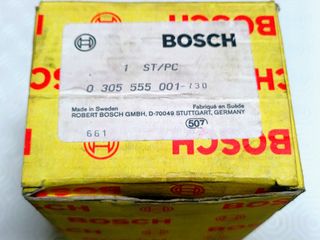 BOSCH
1 ST/PC
0 305 555 001-730
Made in Sweden Fabriqué en Suède
ROBERT BOSCH GMBH, D-70049 STUTTGART, GERMANY
507
661
BOSCH
BOSCH